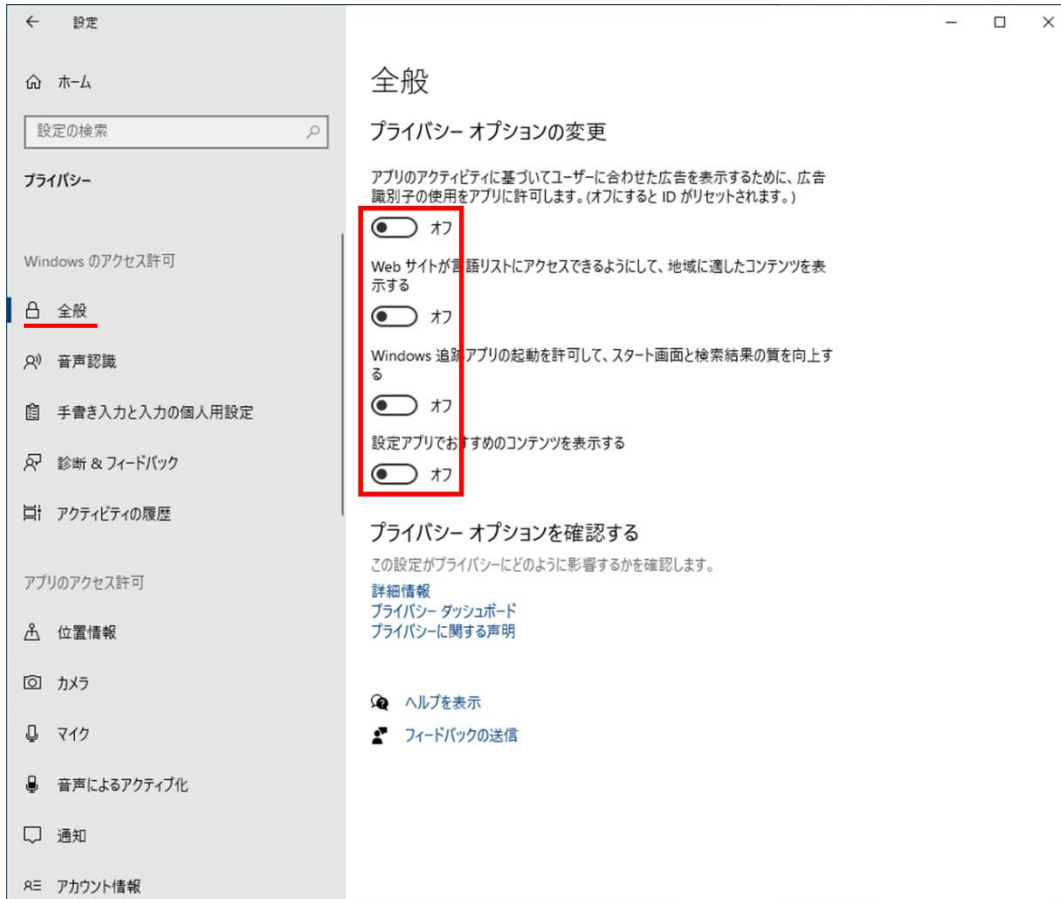 設定
ホーム
設定の検索
プライバシー
Windows のアクセス許可
全般
音声認識
手書き入力と入力の個人用設定
診断 & フィードバック
アクティビティの履歴
アプリのアクセス許可
位置情報
カメラ
マイク
音声によるアクティブ化
通知
アカウント情報
全般
プライバシー オプションの変更
アプリのアクティビティに基づいてユーザーに合わせた広告を表示するために、広告
識別子の使用をアプリに許可します。(オフにすると ID がリセットされます。)
オフ
Web サイトが言語リストにアクセスできるようにして、地域に適したコンテンツを表
示する
オフ
Windows 追跡アプリの起動を許可して、スタート画面と検索結果の質を向上す
る
オフ
設定アプリでおすすめのコンテンツを表示する
オフ
プライバシー オプションを確認する
この設定がプライバシーにどのように影響するかを確認します。
詳細情報
プライバシー ダッシュボード
プライバシーに関する声明
ヘルプを表示
フィードバックの送信